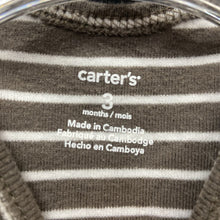 carter's
3
months / mois
Made in Cambodia
Fabriqué au Cambodge
Hecho en Camboya